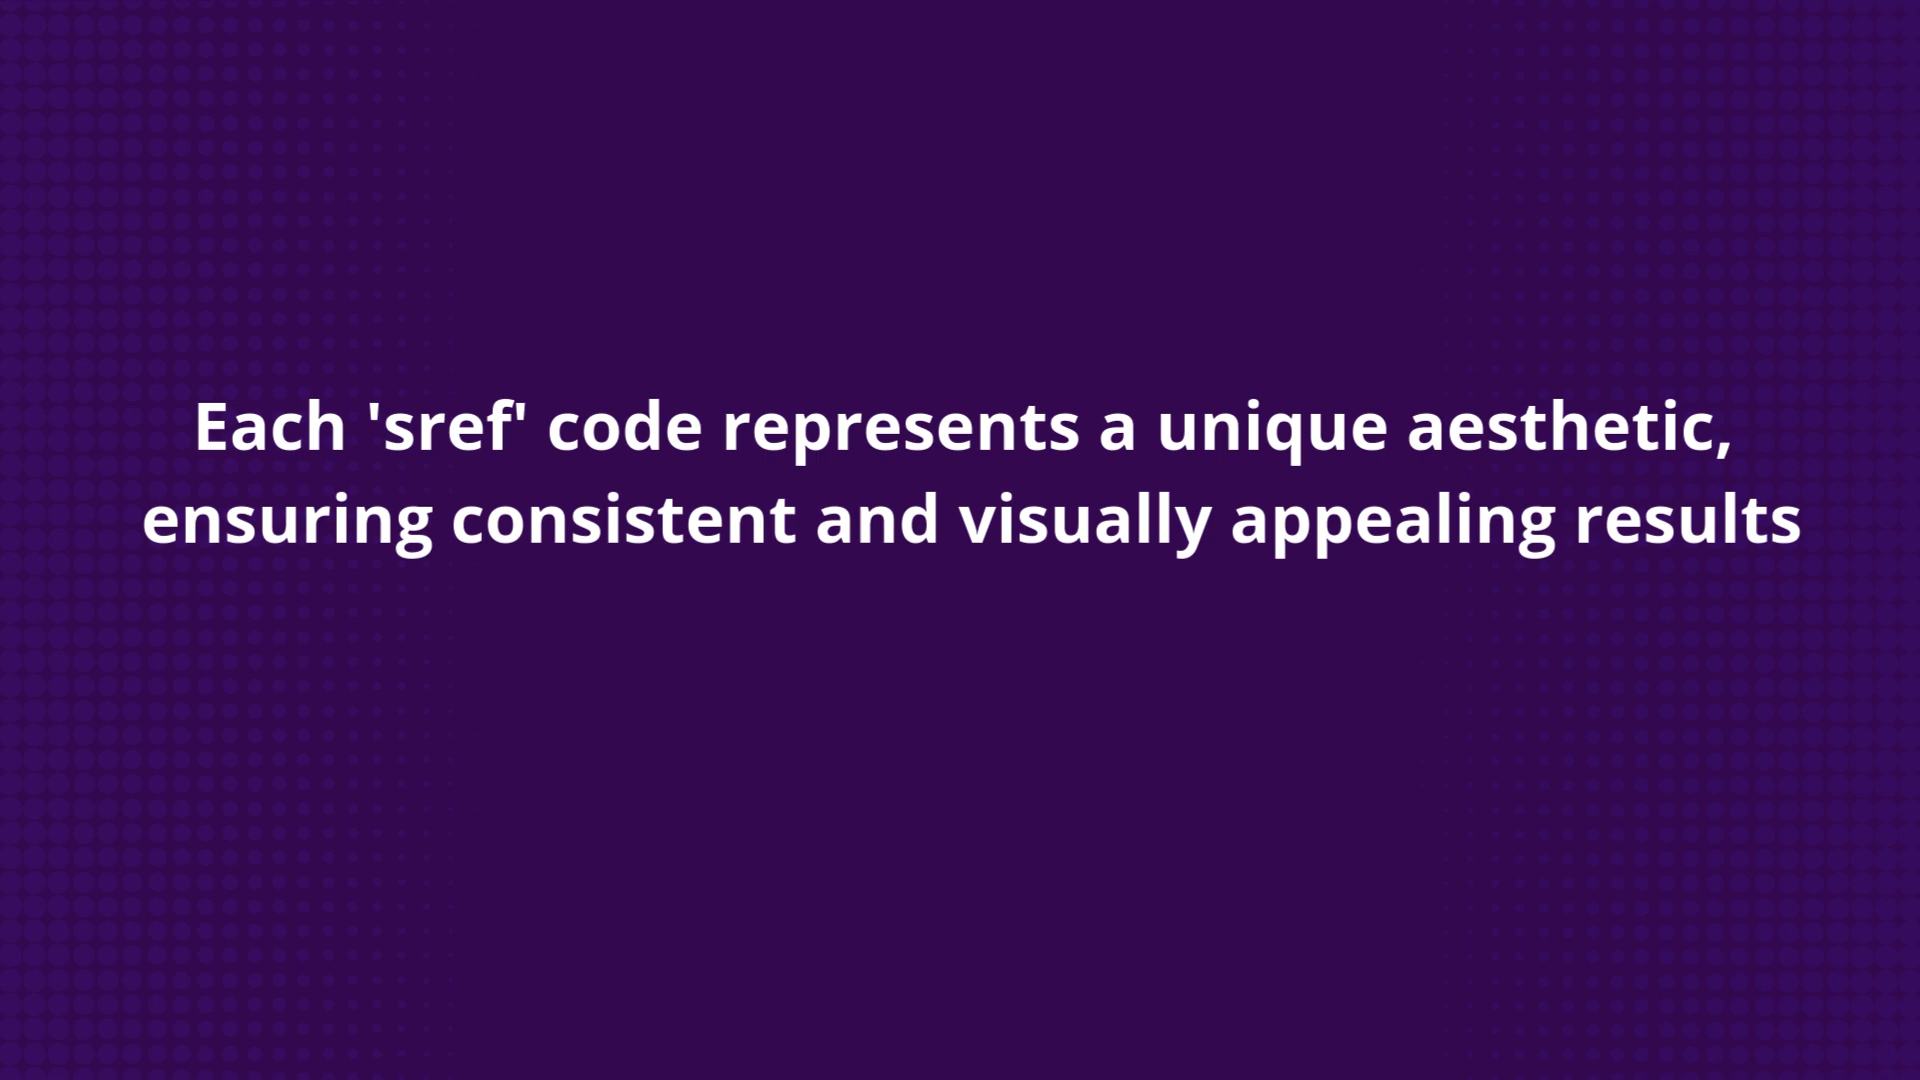 Each 'sref' code represents a unique aesthetic,
ensuring consistent and visually appealing results